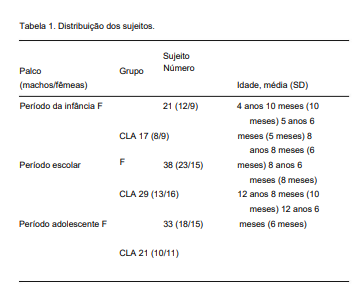 Tabela 1. Distribuição dos sujeitos.
Sujeito
Palco Grupo Número
(machos/fêmeas) Idade, média (SD)
Período da infância F 21 (12/9) 4 anos 10 meses (10
meses) 5 anos 6
CLA 17 (8/9) meses (5 meses) 8
anos 8 meses (6
Período escolar F 38 (23/15) meses) 8 anos 6
meses (8 meses)
CLA 29 (13/16) 12 anos 8 meses (10
meses) 12 anos 6
Período adolescente F 33 (18/15) meses (6 meses)
CLA 21 (10/11)